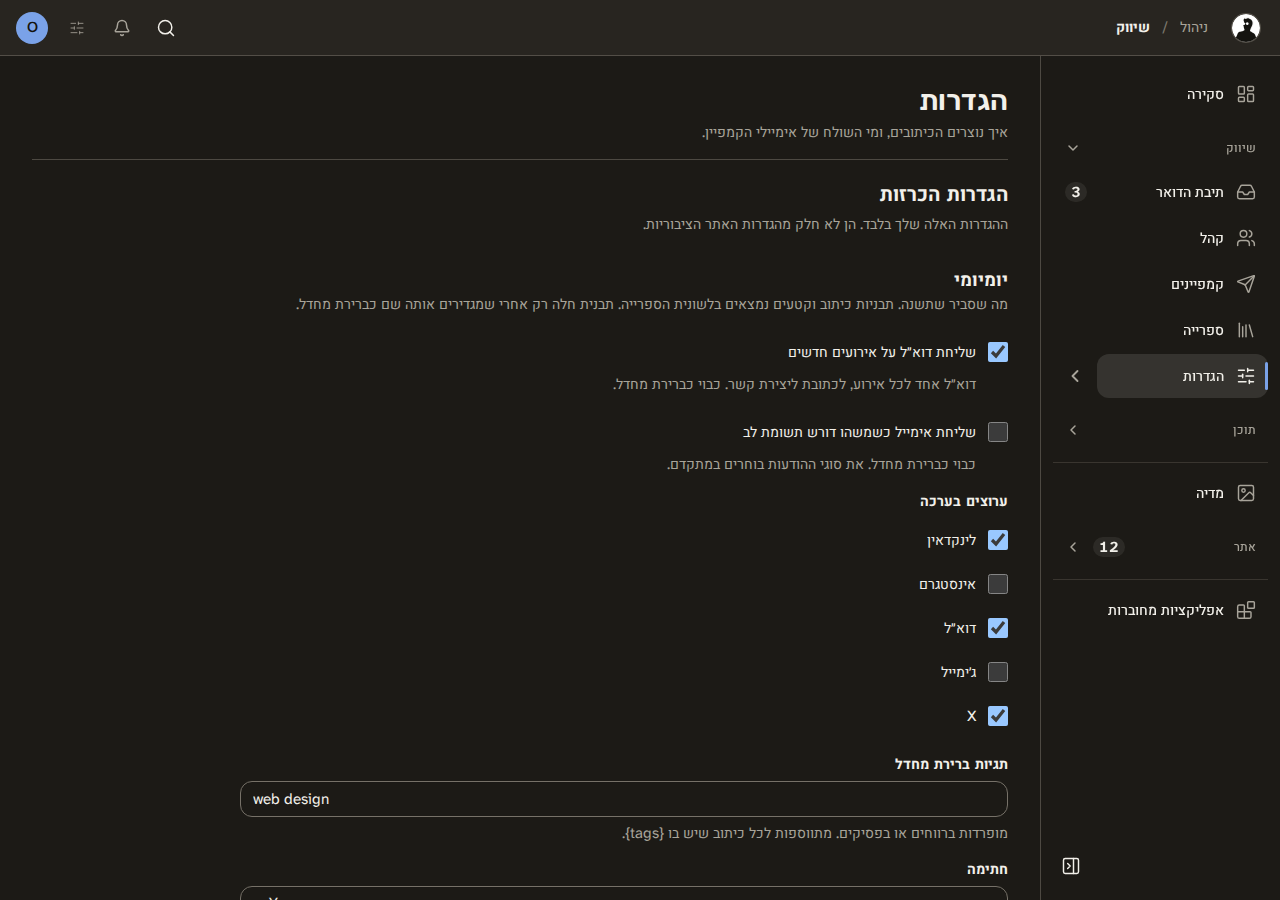 ניהול / שיווק
O
סקירה
שיווק
תיבת הדואר 3
קהל
קמפיינים
ספרייה
הגדרות
תוכן
מדיה
אתר 12
אפליקציות מחוברות
הגדרות
איך נוצרים הכיתובים, ומי השולח של אימיילי הקמפיין.
הגדרות הכרזות
ההגדרות האלה שלך בלבד. הן לא חלק מהגדרות האתר הציבוריות.
יומיומי
מה שסביר שתשנה. תבניות כיתוב וקטעים נמצאים בלשונית הספרייה. תבנית חלה רק אחרי שמגדירים אותה שם כברירת מחדל.
שליחת דוא״ל על אירועים חדשים
דוא״ל אחד לכל אירוע, לכתובת ליצירת קשר. כבוי כברירת מחדל.
שליחת אימייל כשמשהו דורש תשומת לב
כבוי כברירת מחדל. את סוגי ההודעות בוחרים במתקדם.
ערוצים בערכה
לינקדאין
אינסטגרם
דוא״ל
ג׳ימייל
X
תגיות ברירת מחדל
web design
מופרדות ברווחים או בפסיקים. מתווספות לכל כיתוב שיש בו {tags}.
חתימה